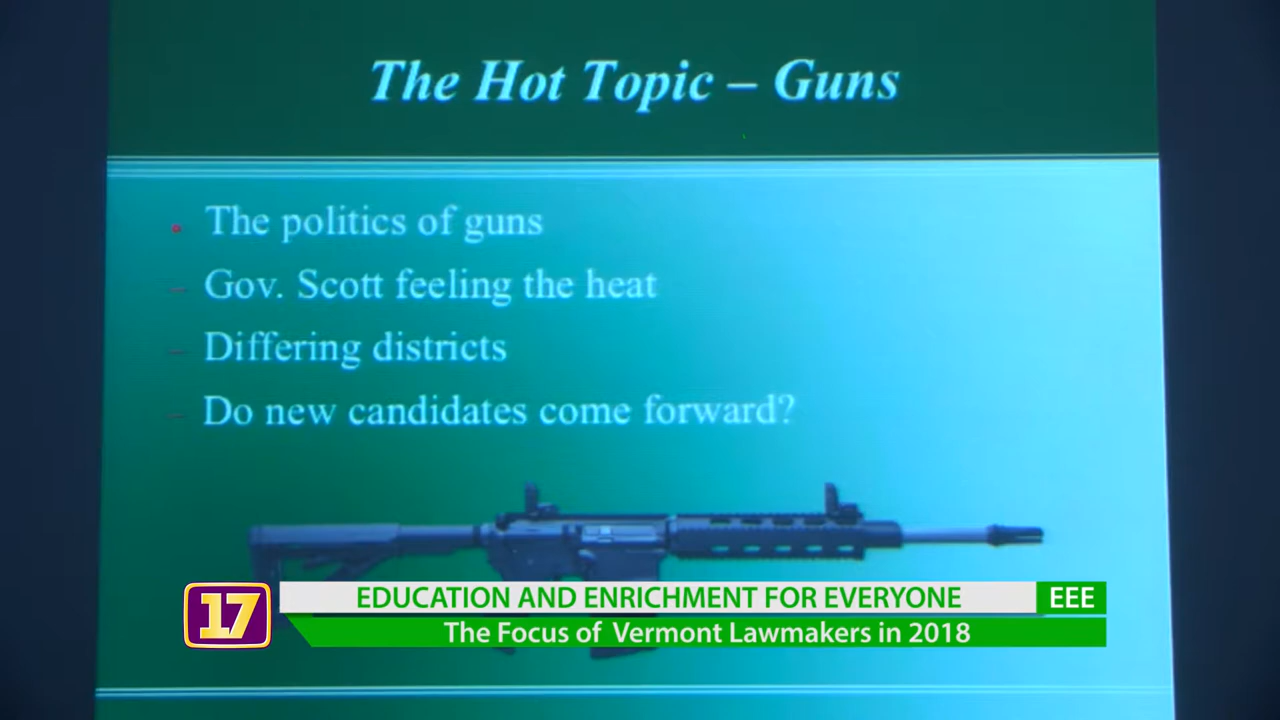 The Hot Topic – Guns
The politics of guns
Gov. Scott feeling the heat
Differing districts
Do new candidates come forward?
17
EDUCATION AND ENRICHMENT FOR EVERYONE
EEE
The Focus of Vermont Lawmakers in 2018